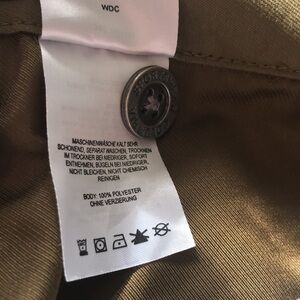 WDC
MASCHINENWÄSCHE KALT SEHR
SCHONEND, SEPARAT WASCHEN, TROCKNEN
IM TROCKNER BEI NIEDRIGER, SOFORT
ENTNEHMEN, BÜGELN BEI NIEDRIGER,
NICHT BLEICHEN, NICHT CHEMISCH
REINIGEN
BODY: 100% POLYESTER
OHNE VERZIERUNG